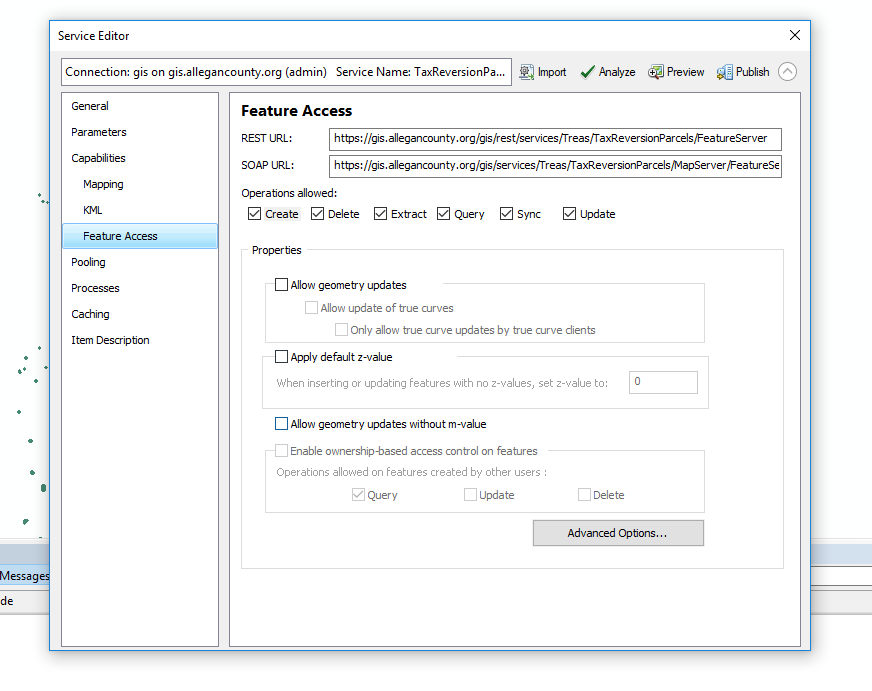 Service Editor
Connection: gis on gis.allegancounty.org (admin) Service Name: TaxReversionPa... Import Analyze Preview Publish
General
Parameters
Capabilities
Mapping
KML
Feature Access
Pooling
Processes
Caching
Item Description
Feature Access
REST URL: https://gis.allegancounty.org/gis/rest/services/Treas/TaxReversionParcels/FeatureServer
SOAP URL: https://gis.allegancounty.org/gis/services/Treas/TaxReversionParcels/MapServer/FeatureSe
Operations allowed:
Create Delete Extract Query Sync Update
Properties
Allow geometry updates
Allow update of true curves
Only allow true curve updates by true curve clients
Apply default z-value
When inserting or updating features with no z-values, set z-value to: 0
Allow geometry updates without m-value
Enable ownership-based access control on features
Operations allowed on features created by other users :
Query Update Delete
Advanced Options...
Messages
de